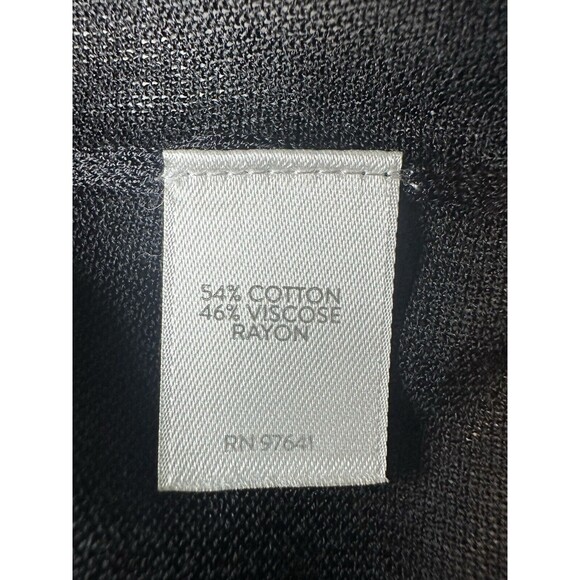 54% COTTON
46% VISCOSE
RAYON
RN 97641